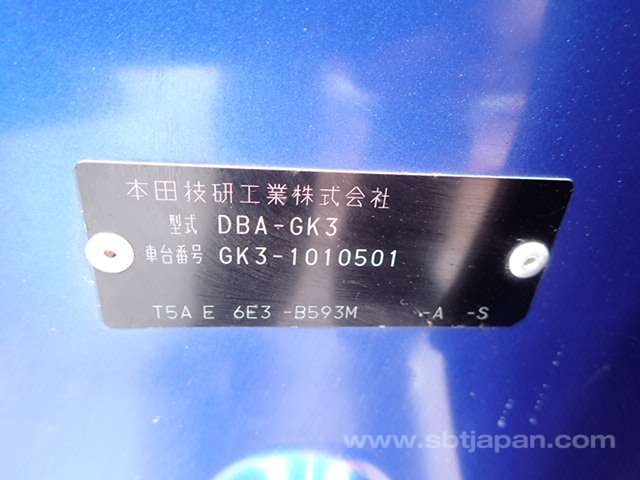 本田技研工業株式会社
型式 DBA-GK3
車台番号 GK3-1010501
T5A E 6E3 -B593M -A -S
www.sbtjapan.com